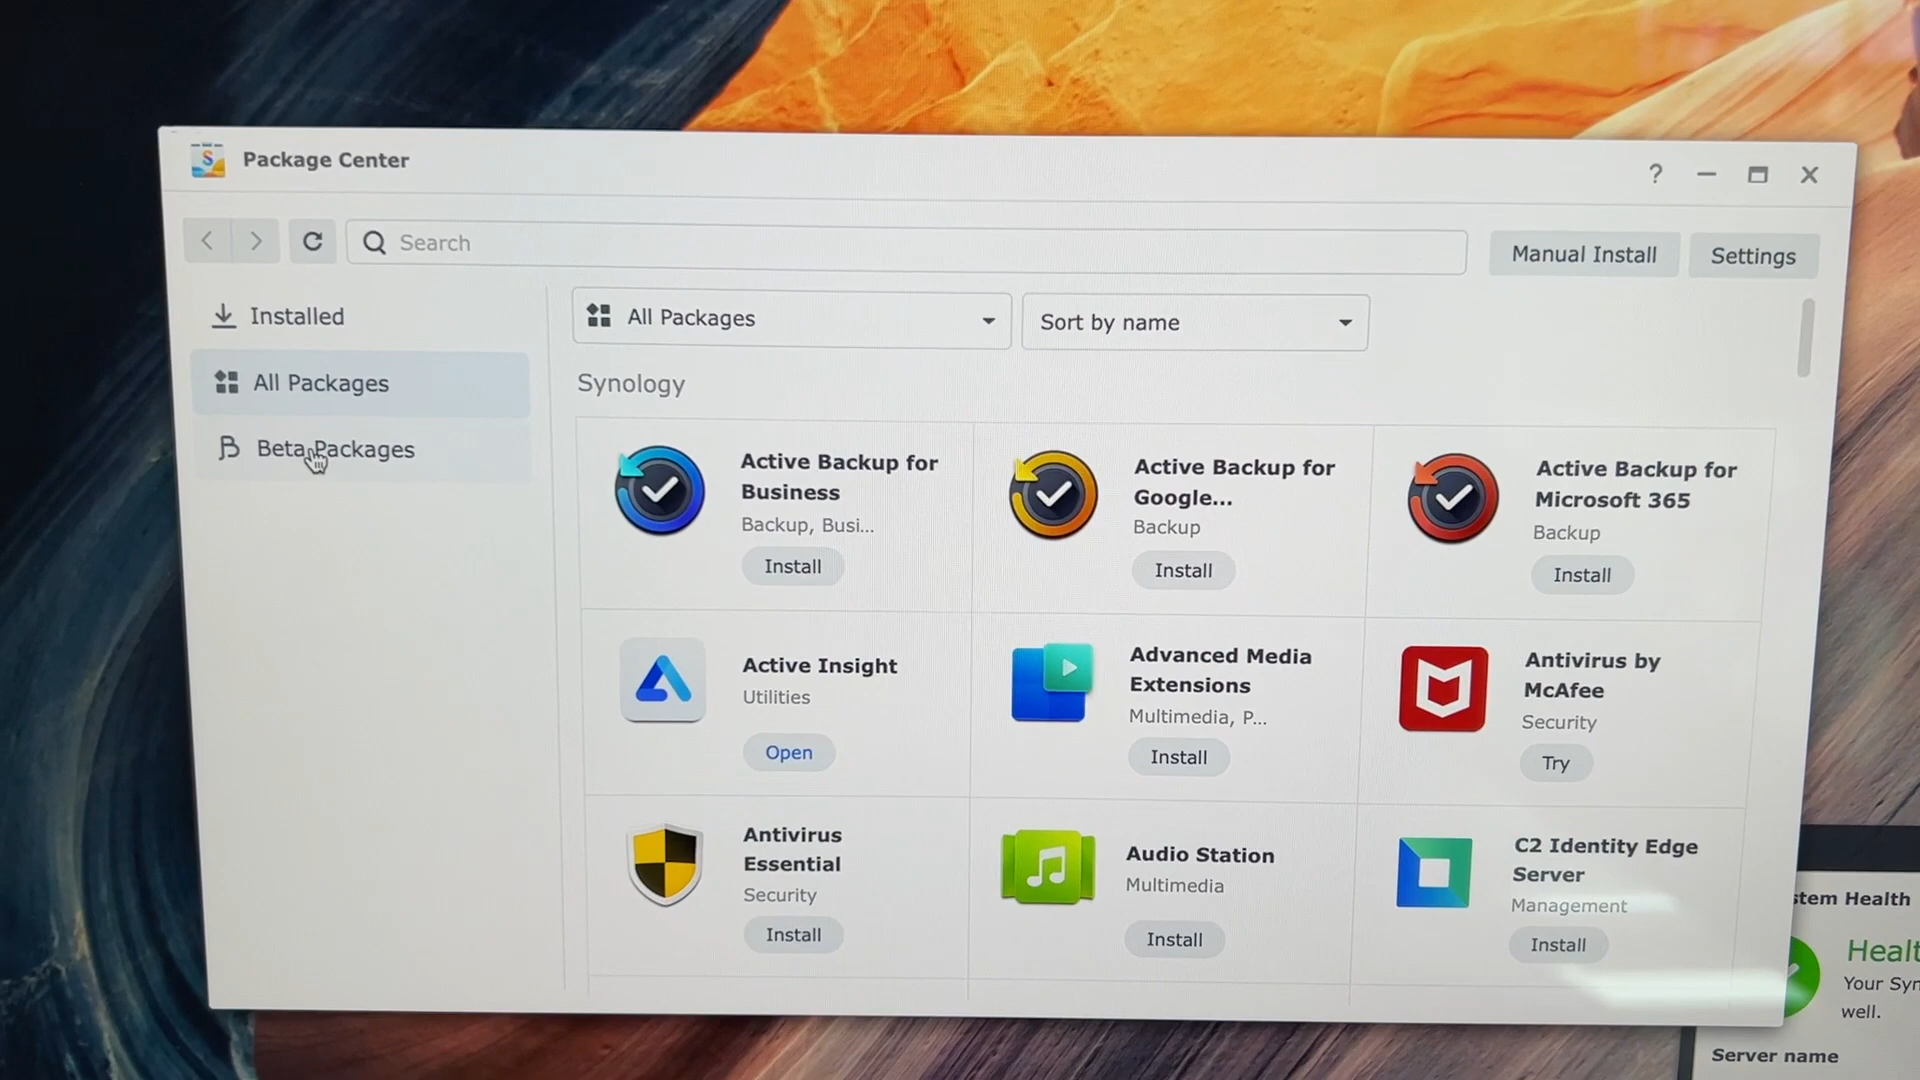 Package Center
?
Search
Manual Install
Settings
Installed
All Packages
Beta Packages
All Packages
Sort by name
Synology
Active Backup for
Business
Backup, Busi...
Install
Active Backup for
Google...
Backup
Install
Active Backup for
Microsoft 365
Backup
Install
Active Insight
Utilities
Open
Advanced Media
Extensions
Multimedia, P...
Install
Antivirus by
McAfee
Security
Try
Antivirus
Essential
Security
Install
Audio Station
Multimedia
Install
C2 Identity Edge
Server
Management
Install
stem Health
Healt
Your Syn
well.
Server name